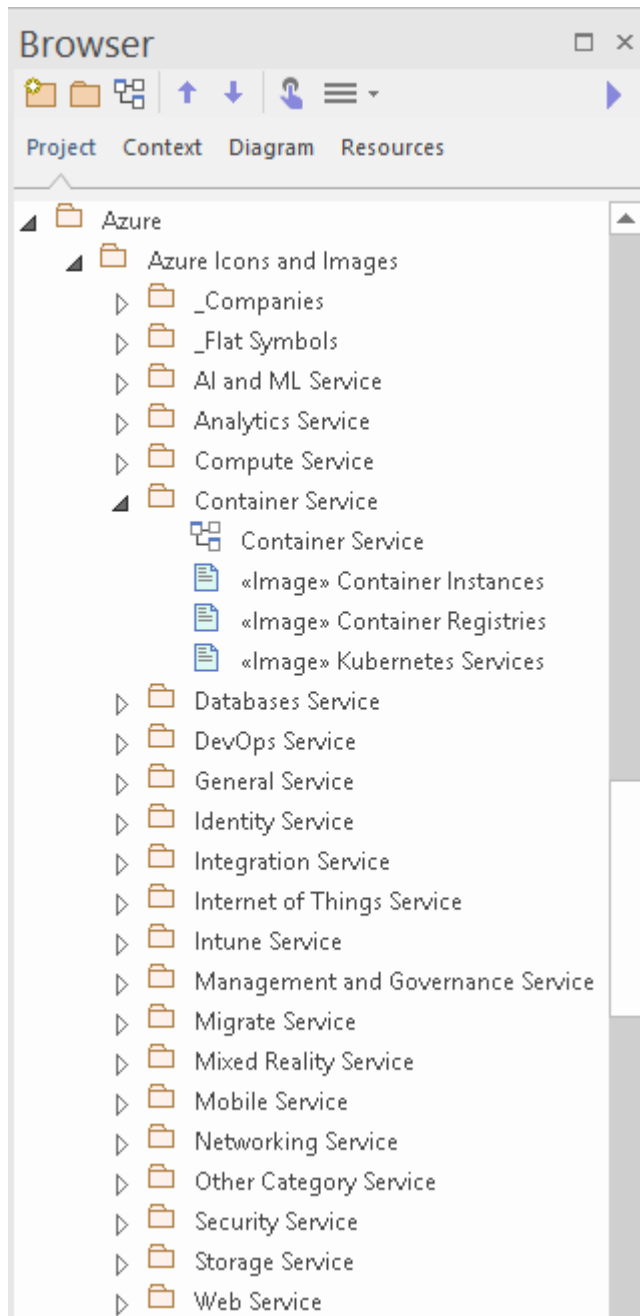 Browser
Project Context Diagram Resources
Azure
Azure Icons and Images
_Companies
_Flat Symbols
AI and ML Service
Analytics Service
Compute Service
Container Service
Container Service
«Image» Container Instances
«Image» Container Registries
«Image» Kubernetes Services
Databases Service
DevOps Service
General Service
Identity Service
Integration Service
Internet of Things Service
Intune Service
Management and Governance Service
Migrate Service
Mixed Reality Service
Mobile Service
Networking Service
Other Category Service
Security Service
Storage Service
Web Service